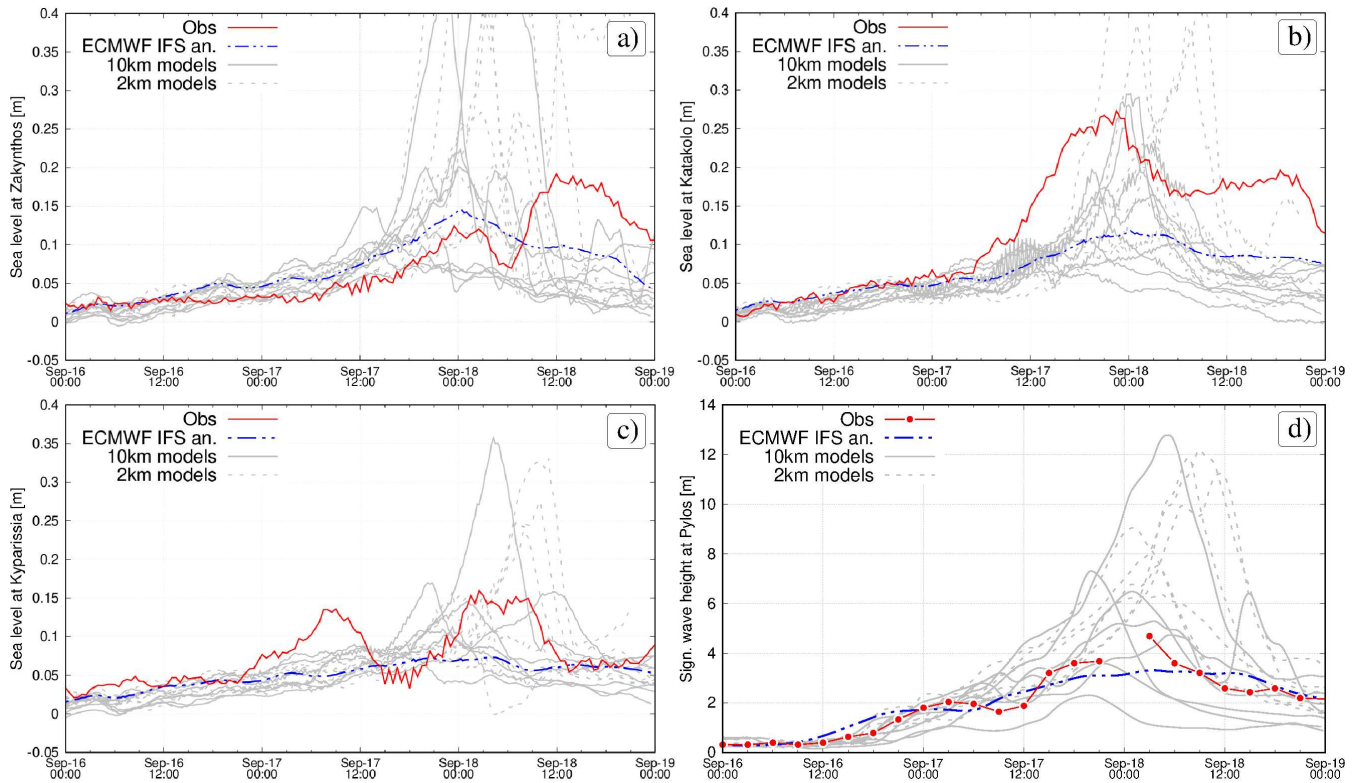 Obs
ECMWF IFS an.
10km models
2km models
a)
Sea level at Zakynthos [m]
0.4
0.35
0.3
0.25
0.2
0.15
0.1
0.05
0
-0.05
Sep-16 Sep-16 Sep-17 Sep-17 Sep-18 Sep-18 Sep-19
00:00 12:00 00:00 12:00 00:00 12:00 00:00
Obs
ECMWF IFS an.
10km models
2km models
b)
Sea level at Katakolo [m]
0.4
0.35
0.3
0.25
0.2
0.15
0.1
0.05
0
-0.05
Sep-16 Sep-16 Sep-17 Sep-17 Sep-18 Sep-18 Sep-19
00:00 12:00 00:00 12:00 00:00 12:00 00:00
Obs
ECMWF IFS an.
10km models
2km models
c)
Sea level at Kyparissia [m]
0.4
0.35
0.3
0.25
0.2
0.15
0.1
0.05
0
-0.05
Sep-16 Sep-16 Sep-17 Sep-17 Sep-18 Sep-18 Sep-19
00:00 12:00 00:00 12:00 00:00 12:00 00:00
Obs
ECMWF IFS an.
10km models
2km models
d)
Sign. wave height at Pylos [m]
14
12
10
8
6
4
2
0
Sep-16 Sep-16 Sep-17 Sep-17 Sep-18 Sep-18 Sep-19
00:00 12:00 00:00 12:00 00:00 12:00 00:00